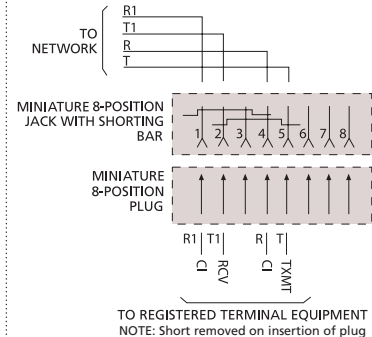 R1
T1
R
T
TO
NETWORK
MINIATURE 8-POSITION
JACK WITH SHORTING
BAR
1 2 3 4 5 6 7 8
MINIATURE
8-POSITION
PLUG
R1 T1 R T
CI RCV CI TXMT
TO REGISTERED TERMINAL EQUIPMENT
NOTE: Short removed on insertion of plug